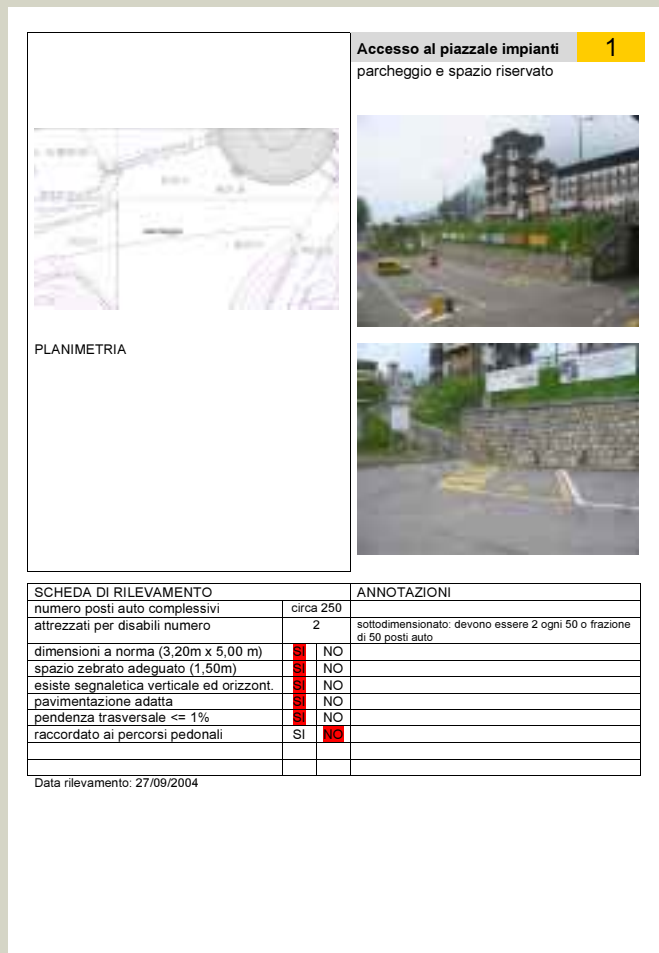 Accesso al piazzale impianti 1
parcheggio e spazio riservato
PLANIMETRIA
SCHEDA DI RILEVAMENTO ANNOTAZIONI
numero posti auto complessivi circa 250
attrezzati per disabili numero 2 sottodimensionato: devono essere 2 ogni 50 o frazione
di 50 posti auto
dimensioni a norma (3,20m x 5,00 m) SI NO
spazio zebrato adeguato (1,50m) SI NO
esiste segnaletica verticale ed orizzont. SI NO
pavimentazione adatta SI NO
pendenza trasversale <= 1% SI NO
raccordato ai percorsi pedonali SI NO
Data rilevamento: 27/09/2004